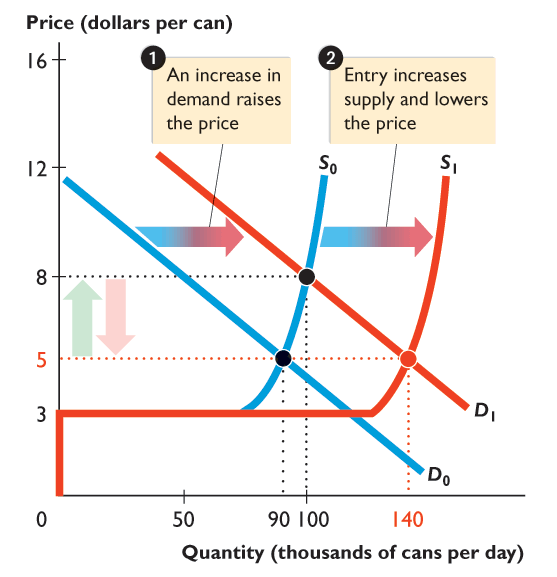 Price (dollars per can)
16
1
An increase in
demand raises
the price
2
Entry increases
supply and lowers
the price
12
S0
S1
8
5
3
D1
D0
0
50
90
100
140
Quantity (thousands of cans per day)